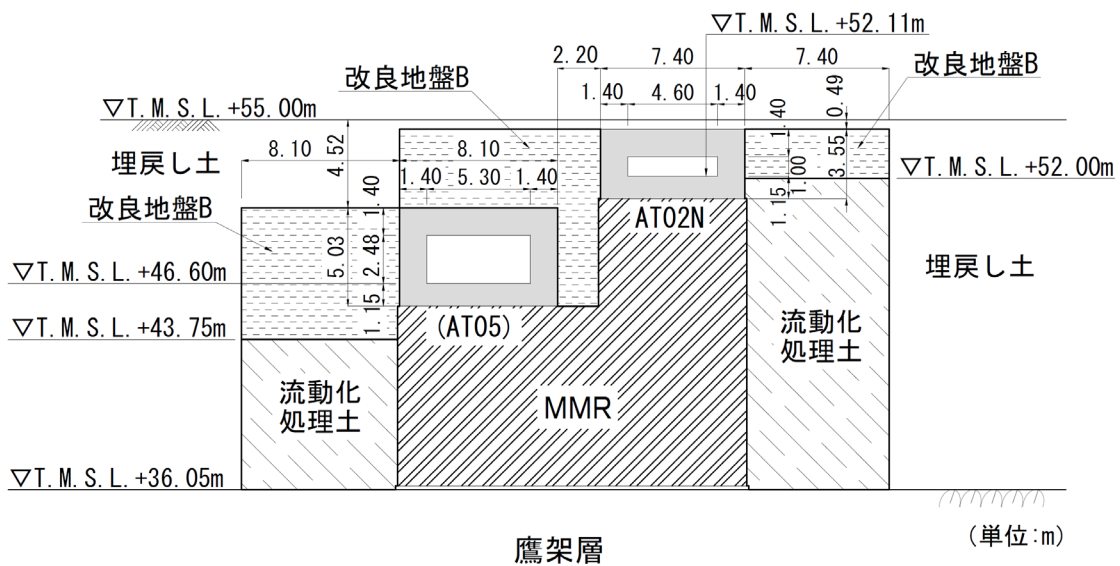 ▽T.M.S.L.+52.11m
2.20
7.40
7.40
改良地盤B
改良地盤B
1.40
4.60
1.40
▽T.M.S.L.+55.00m
0.49
1.40
3.55
1.00
1.15
▽T.M.S.L.+52.00m
4.52
8.10
8.10
埋戻し土
1.40
5.30
1.40
改良地盤B
1.40
AT02N
5.03
2.48
▽T.M.S.L.+46.60m
埋戻し土
1.15
(AT05)
▽T.M.S.L.+43.75m
流動化
処理土
流動化
処理土
MMR
▽T.M.S.L.+36.05m
(単位:m)
鷹架層